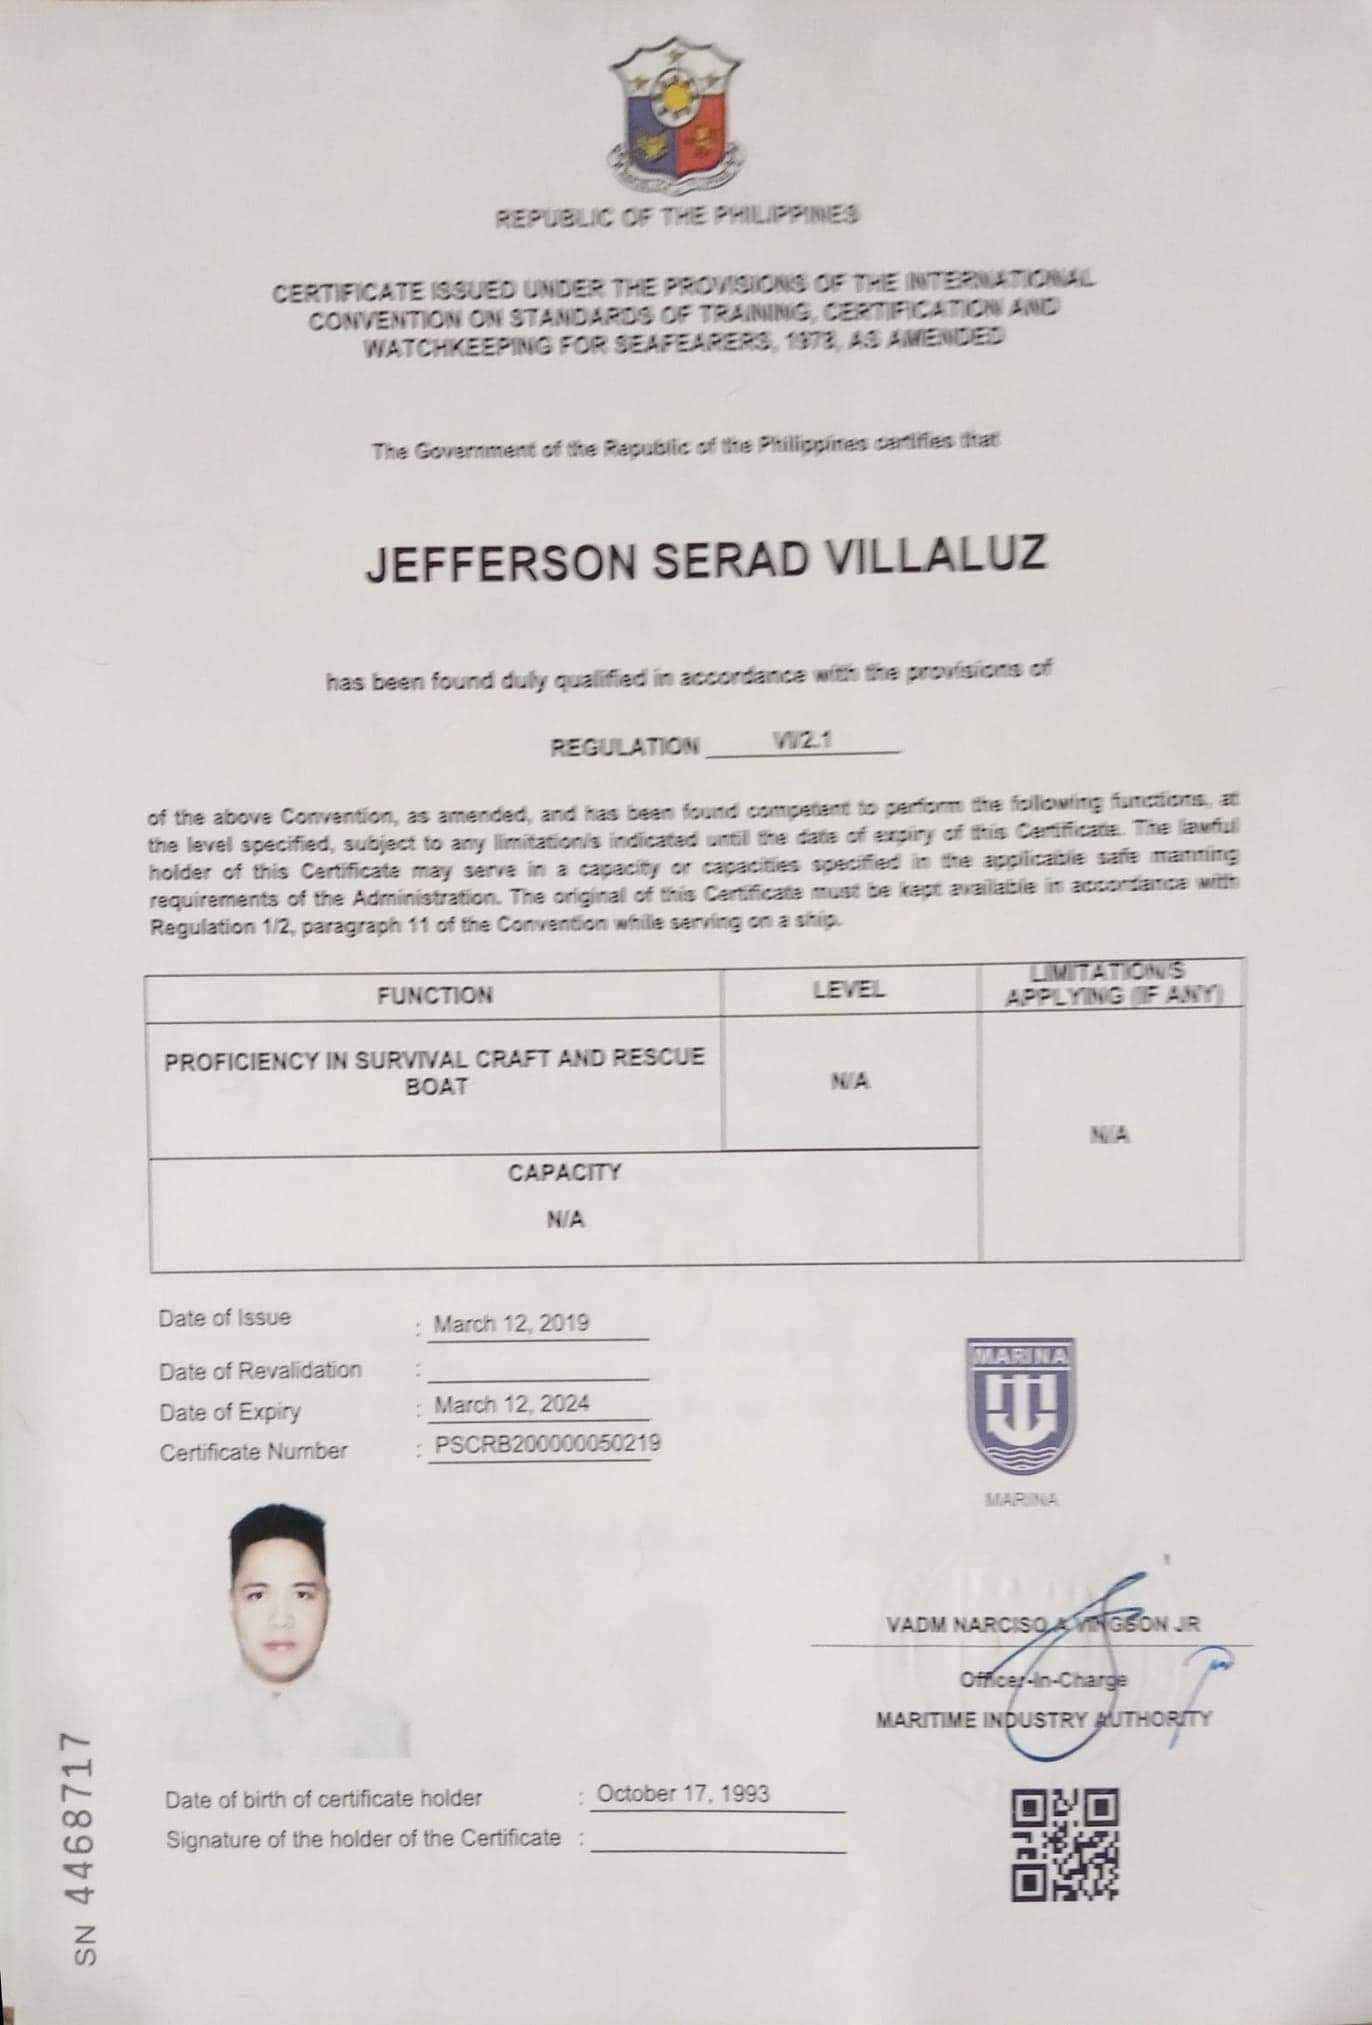 REPUBLIC OF THE PHILIPPINES
CERTIFICATE ISSUED UNDER THE PROVISIONS OF THE INTERNATIONAL
CONVENTION ON STANDARDS OF TRAINING, CERTIFICATION AND
WATCHKEEPING FOR SEAFEARERS, 1978, AS AMENDED
The Government of the Republic of the Philippines certifies that
JEFFERSON SERAD VILLALUZ
has been found duly qualified in accordance with the provisions of
REGULATION VI/2.1
of the above Convention, as amended, and has been found competent to perform the following functions, at
the level specified, subject to any limitation/s indicated until the date of expiry of this Certificate. The lawful
holder of this Certificate may serve in a capacity or capacities specified in the applicable safe manning
requirements of the Administration. The original of this Certificate must be kept available in accordance with
Regulation 1/2, paragraph 11 of the Convention while serving on a ship.
FUNCTION LEVEL LIMITATION/S
APPLYING (IF ANY)
PROFICIENCY IN SURVIVAL CRAFT AND RESCUE
BOAT
N/A
N/A
CAPACITY
N/A
Date of Issue : March 12, 2019
Date of Revalidation :
Date of Expiry : March 12, 2024
Certificate Number : PSCRB200000050219
MARINA
MARINA
VADM NARCISO A VINGSON JR
Officer-In-Charge
MARITIME INDUSTRY AUTHORITY
Date of birth of certificate holder : October 17, 1993
Signature of the holder of the Certificate :
SN 4468717